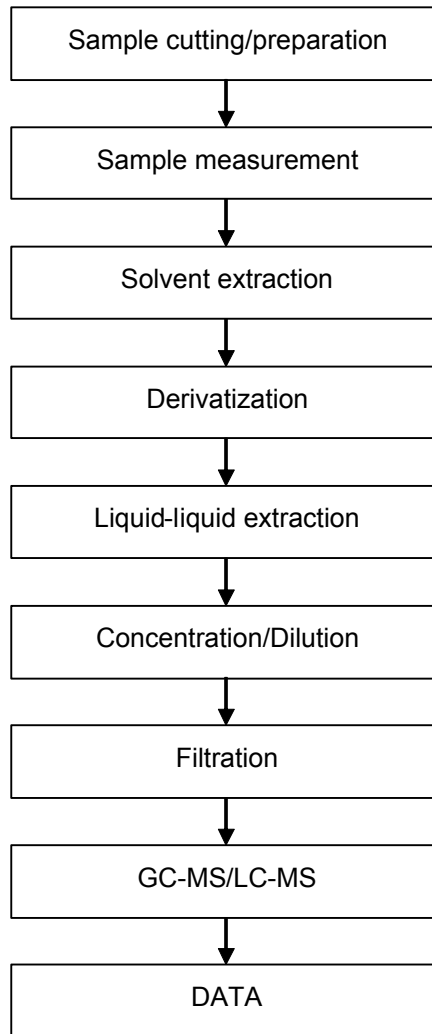 Sample cutting/preparation
Sample measurement
Solvent extraction
Derivatization
Liquid-liquid extraction
Concentration/Dilution
Filtration
GC-MS/LC-MS
DATA